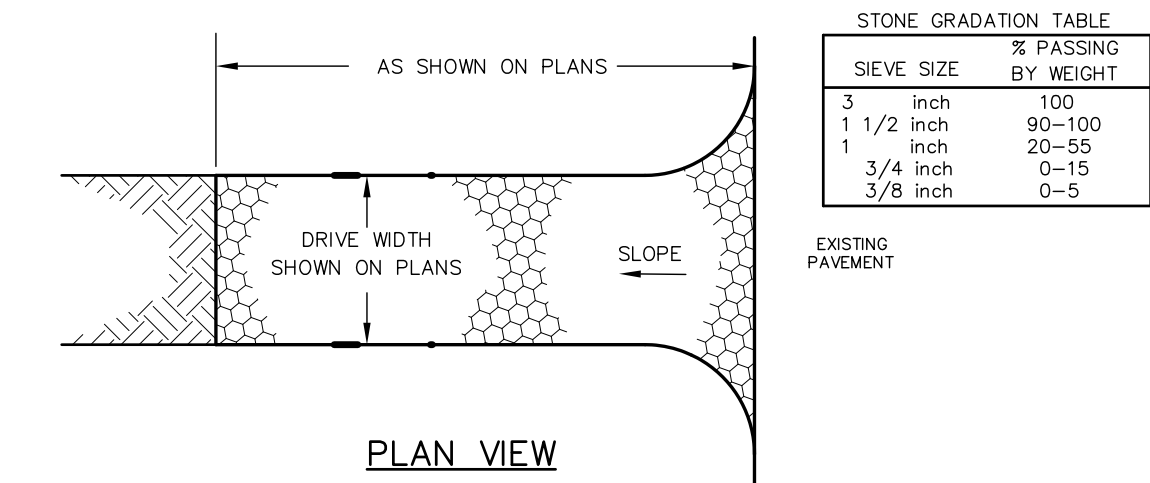 STONE GRADATION TABLE
SIEVE SIZE
% PASSING
BY WEIGHT
3 inch 100
1 1/2 inch 90-100
1 inch 20-55
3/4 inch 0-15
3/8 inch 0-5
AS SHOWN ON PLANS
DRIVE WIDTH
SHOWN ON PLANS
SLOPE
EXISTING
PAVEMENT
PLAN VIEW